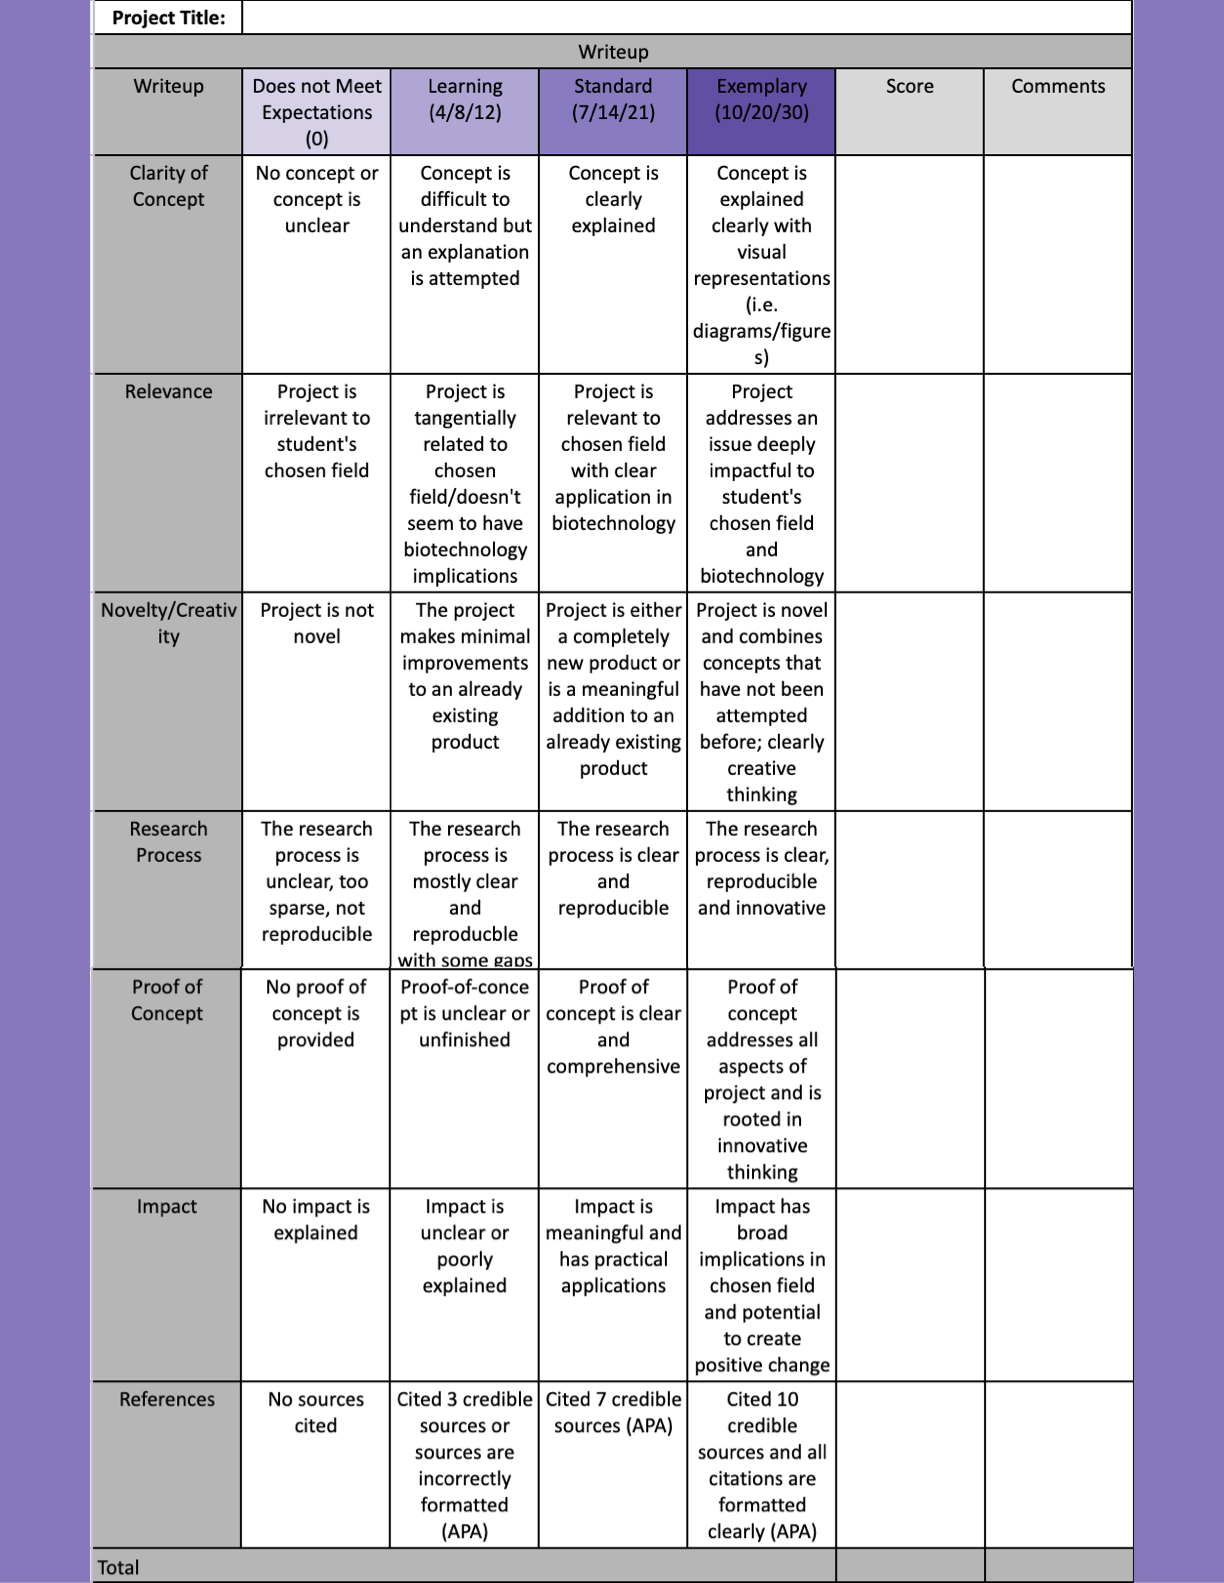 Project Title:
Writeup
Writeup
Does not Meet
Expectations
(0)
Learning
(4/8/12)
Standard
(7/14/21)
Exemplary
(10/20/30)
Score
Comments
Clarity of
Concept
No concept or
concept is
unclear
Concept is
difficult to
understand but
an explanation
is attempted
Concept is
clearly
explained
Concept is
explained
clearly with
visual
representations
(i.e.
diagrams/figure
s)
Relevance
Project is
irrelevant to
student's
chosen field
Project is
tangentially
related to
chosen
field/doesn't
seem to have
biotechnology
implications
Project is
relevant to
chosen field
with clear
application in
biotechnology
Project
addresses an
issue deeply
impactful to
student's
chosen field
and
biotechnology
Novelty/Creativ
ity
Project is not
novel
The project
makes minimal
improvements
to an already
existing
product
Project is either
a completely
new product or
is a meaningful
addition to an
already existing
product
Project is novel
and combines
concepts that
have not been
attempted
before; clearly
creative
thinking
Research
Process
The research
process is
unclear, too
sparse, not
reproducible
The research
process is
mostly clear
and
reproducble
with some gaps
The research
process is clear
and
reproducible
The research
process is clear,
reproducible
and innovative
Proof of
Concept
No proof of
concept is
provided
Proof-of-conce
pt is unclear or
unfinished
Proof of
concept is clear
and
comprehensive
Proof of
concept
addresses all
aspects of
project and is
rooted in
innovative
thinking
Impact
No impact is
explained
Impact is
unclear or
poorly
explained
Impact is
meaningful and
has practical
applications
Impact has
broad
implications in
chosen field
and potential
to create
positive change
References
No sources
cited
Cited 3 credible
sources or
sources are
incorrectly
formatted
(APA)
Cited 7 credible
sources (APA)
Cited 10
credible
sources and all
citations are
formatted
clearly (APA)
Total